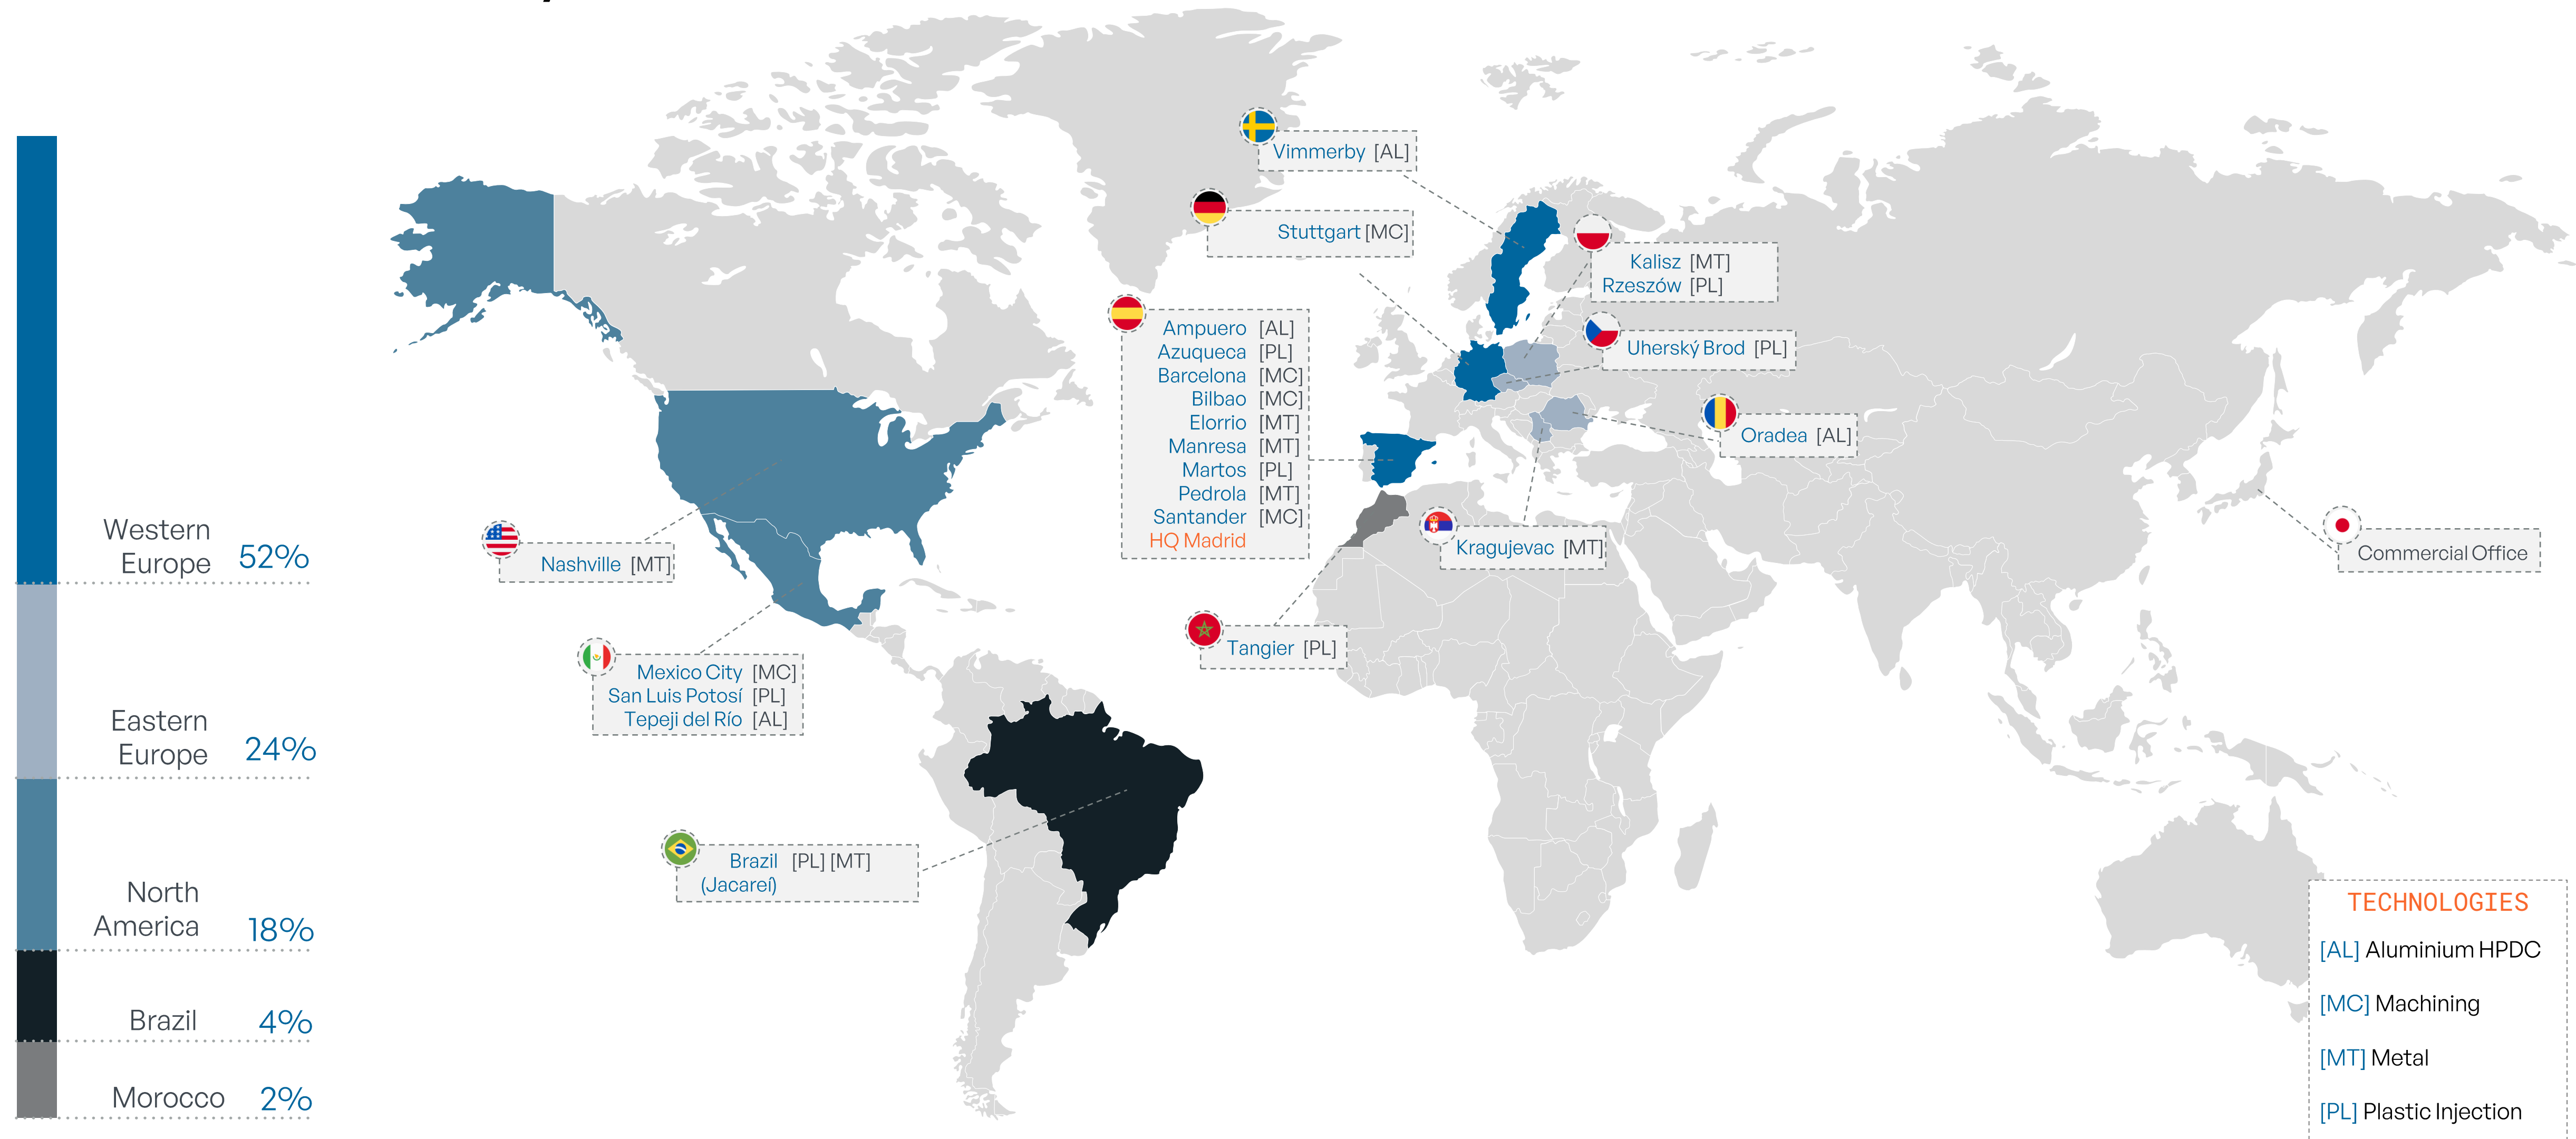 Western
Europe 52%
Eastern
Europe 24%
North
America 18%
Brazil 4%
Morocco 2%
Vimmerby [AL]
Stuttgart [MC]
Kalisz [MT]
Rzeszów [PL]
Uherský Brod [PL]
Oradea [AL]
Ampuero [AL]
Azuqueca [PL]
Barcelona [MC]
Bilbao [MC]
Elorrio [MT]
Manresa [MT]
Martos [PL]
Pedrola [MT]
Santander [MC]
HQ Madrid
Kragujevac [MT]
Tangier [PL]
Commercial Office
Nashville [MT]
Mexico City [MC]
San Luis Potosí [PL]
Tepeji del Río [AL]
Brazil [PL] [MT]
(Jacareí)
TECHNOLOGIES
[AL] Aluminium HPDC
[MC] Machining
[MT] Metal
[PL] Plastic Injection